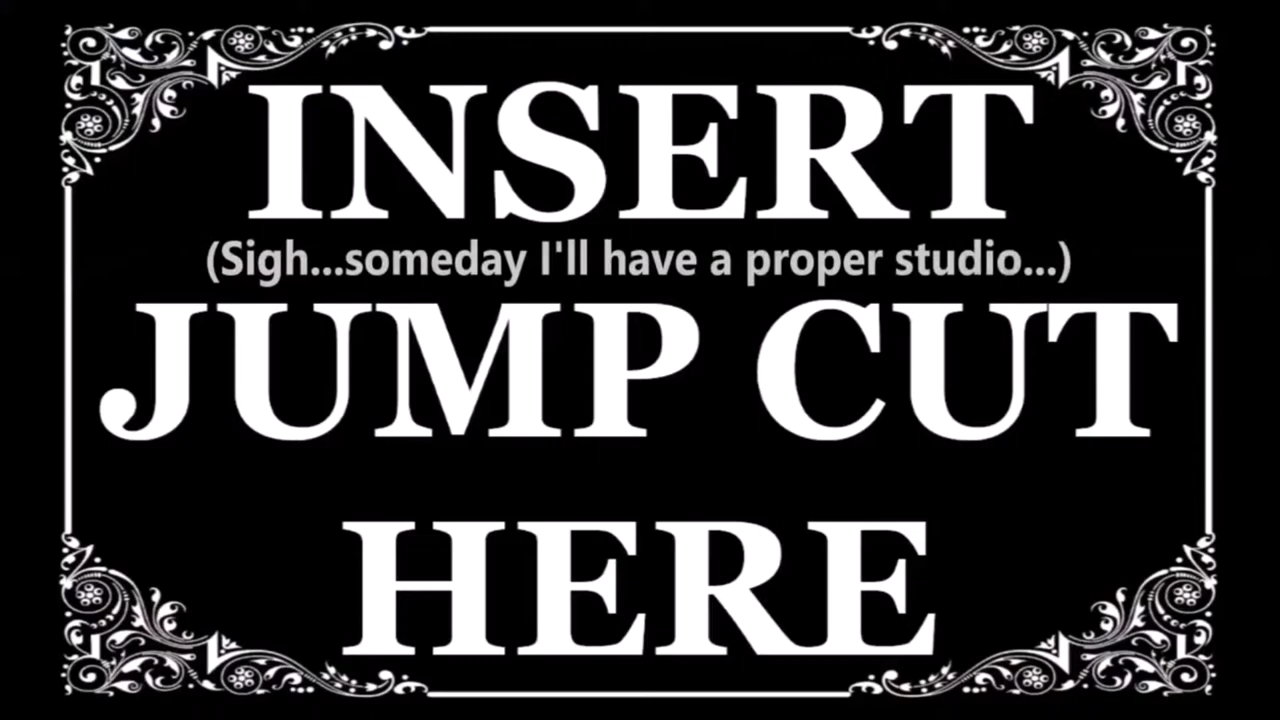 INSERT
(Sigh...someday I'll have a proper studio...)
JUMP CUT
HERE